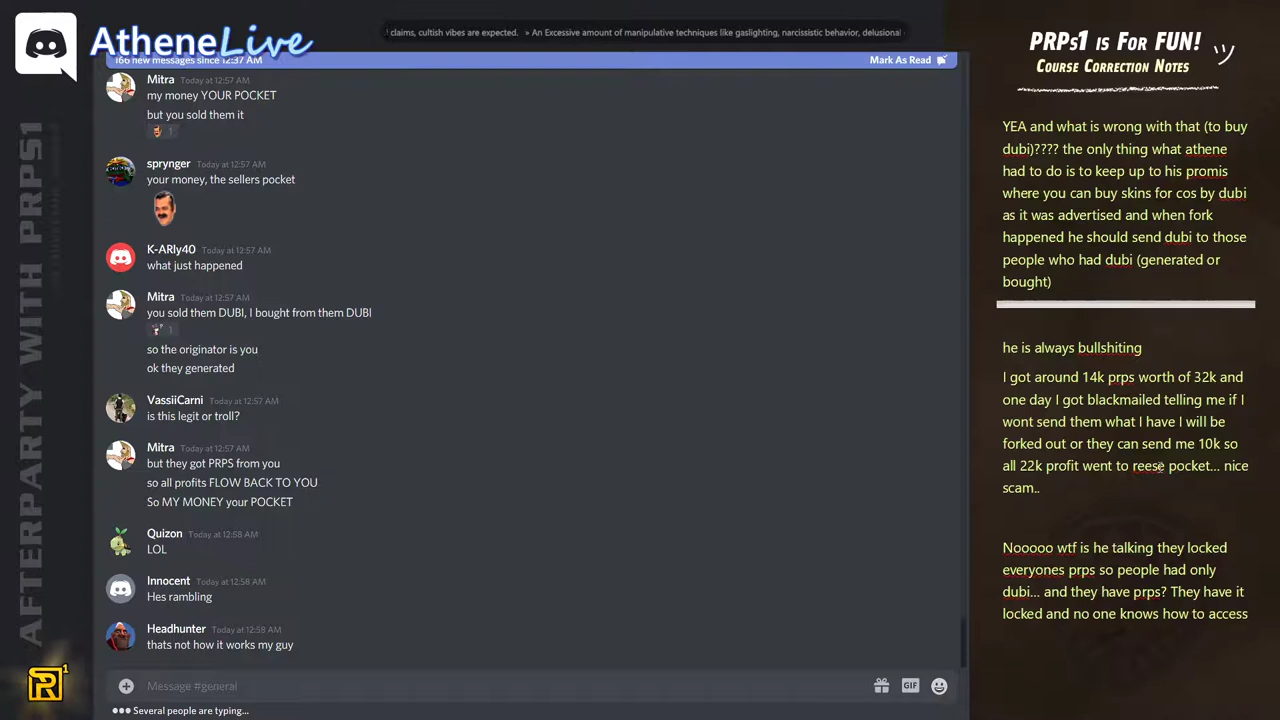 AtheneLive
claims, cultish vibes are expected. » An Excessive amount of manipulative techniques like gaslighting, narcissistic behavior, delusional
166 new messages since 12:37 AM
Mark As Read
Mitra Today at 12:57 AM
my money YOUR POCKET
but you sold them it
1
sprynger Today at 12:57 AM
your money, the sellers pocket
K-ARly40 Today at 12:57 AM
what just happened
Mitra Today at 12:57 AM
you sold them DUBI, I bought from them DUBI
1
so the originator is you
ok they generated
VassiiCarni Today at 12:57 AM
is this legit or troll?
Mitra Today at 12:57 AM
but they got PRPS from you
so all profits FLOW BACK TO YOU
So MY MONEY your POCKET
Quizon Today at 12:58 AM
LOL
Innocent Today at 12:58 AM
Hes rambling
Headhunter Today at 12:58 AM
thats not how it works my guy
Message #general
GIF
Several people are typing...
AFTERPARTY WITH PRPS1
R1
PRPs1 is For FUN! ツ
Course Correction Notes
YEA and what is wrong with that (to buy
dubi)???? the only thing what athene
had to do is to keep up to his promis
where you can buy skins for cos by dubi
as it was advertised and when fork
happened he should send dubi to those
people who had dubi (generated or
bought)
he is always bullshiting
I got around 14k prps worth of 32k and
one day I got blackmailed telling me if I
wont send them what I have I will be
forked out or they can send me 10k so
all 22k profit went to reese pocket... nice
scam..
Nooooo wtf is he talking they locked
everyones prps so people had only
dubi... and they have prps? They have it
locked and no one knows how to access